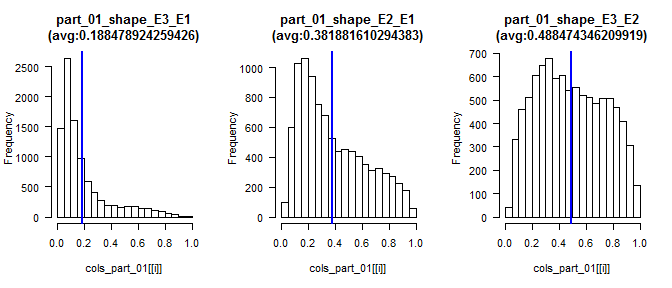 part_01_shape_E3_E1
(avg:0.188478924259426)
Frequency
2500
2000
1500
1000
500
0
0.0 0.2 0.4 0.6 0.8 1.0
cols_part_01[[i]]
part_01_shape_E2_E1
(avg:0.381881610294383)
Frequency
1000
800
600
400
200
0
0.0 0.2 0.4 0.6 0.8 1.0
cols_part_01[[i]]
part_01_shape_E3_E2
(avg:0.488474346209919)
Frequency
700
600
500
400
300
200
100
0
0.0 0.2 0.4 0.6 0.8 1.0
cols_part_01[[i]]